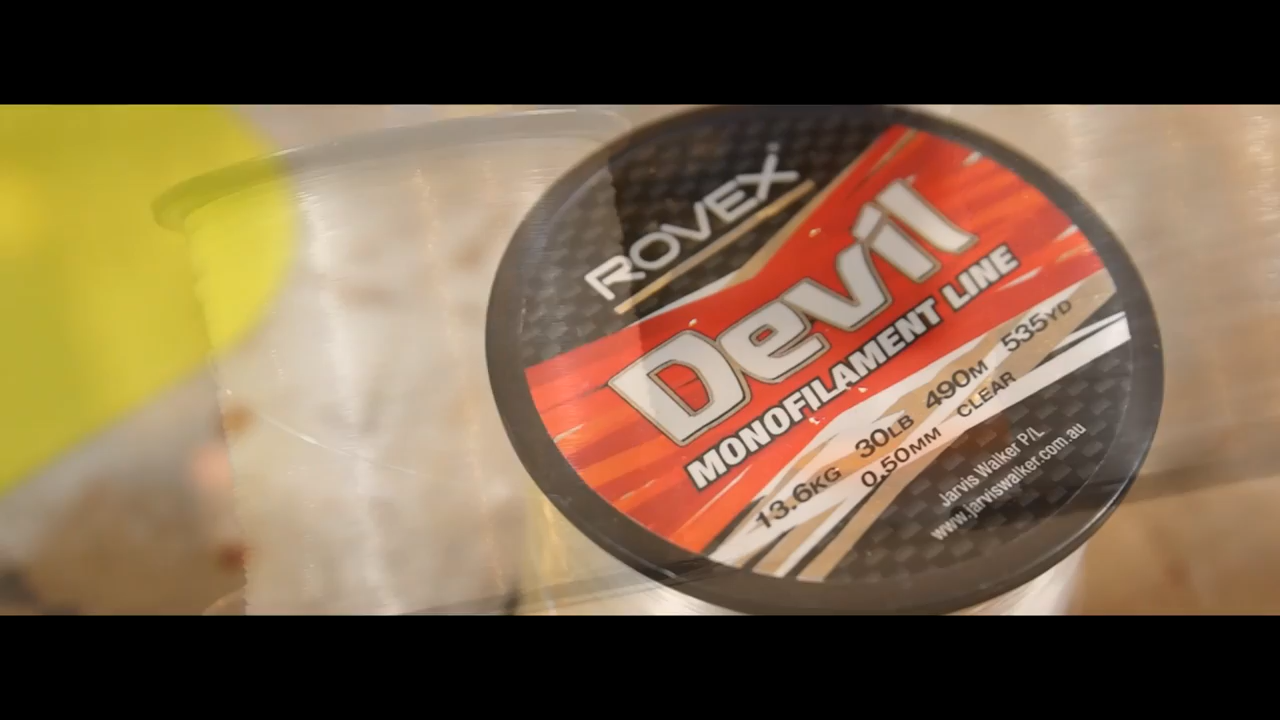 ROVEX
Devil
MONOFILAMENT LINE
13.6KG 30LB 490M 535YD
0.50MM CLEAR
Jarvis Walker P/L
www.jarviswalker.com.au